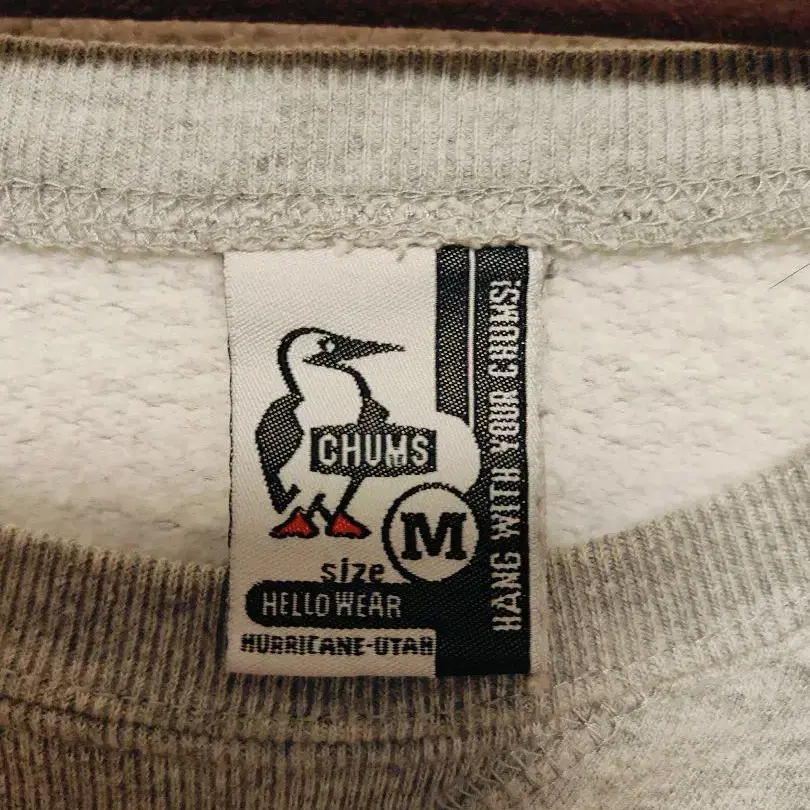 CHUMS
M
size
HELLO WEAR
HURRICANE-UTAH
HANG WITH YOUR CHUMS!